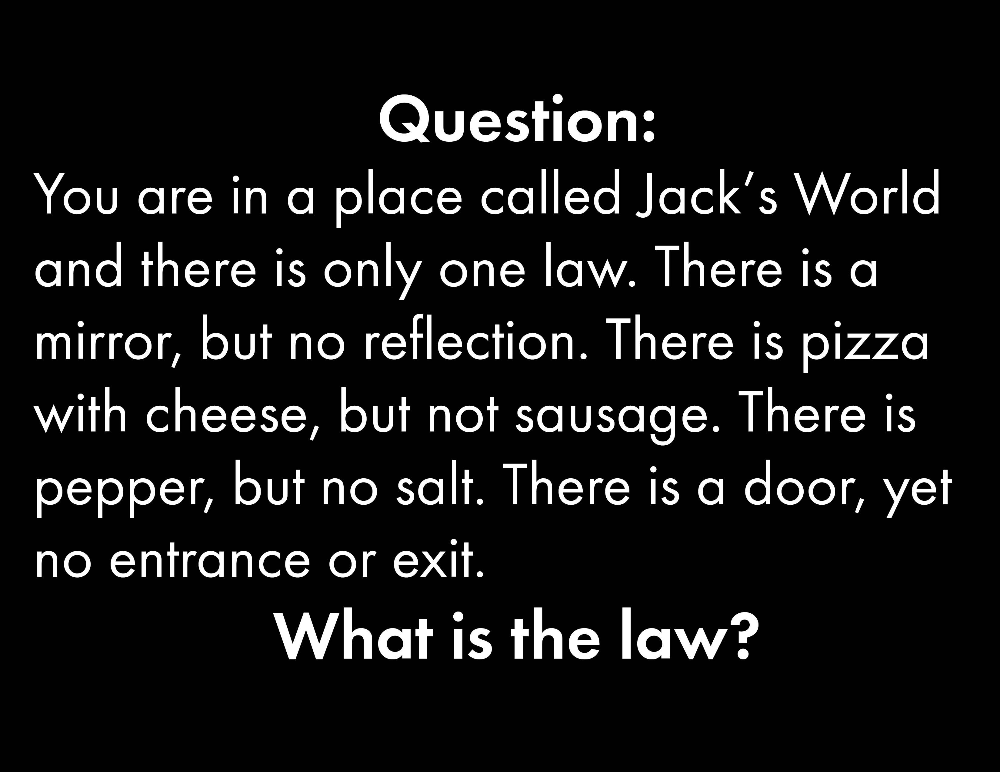 Question:
You are in a place called Jack’s World
and there is only one law. There is a
mirror, but no reflection. There is pizza
with cheese, but not sausage. There is
pepper, but no salt. There is a door, yet
no entrance or exit.
What is the law?